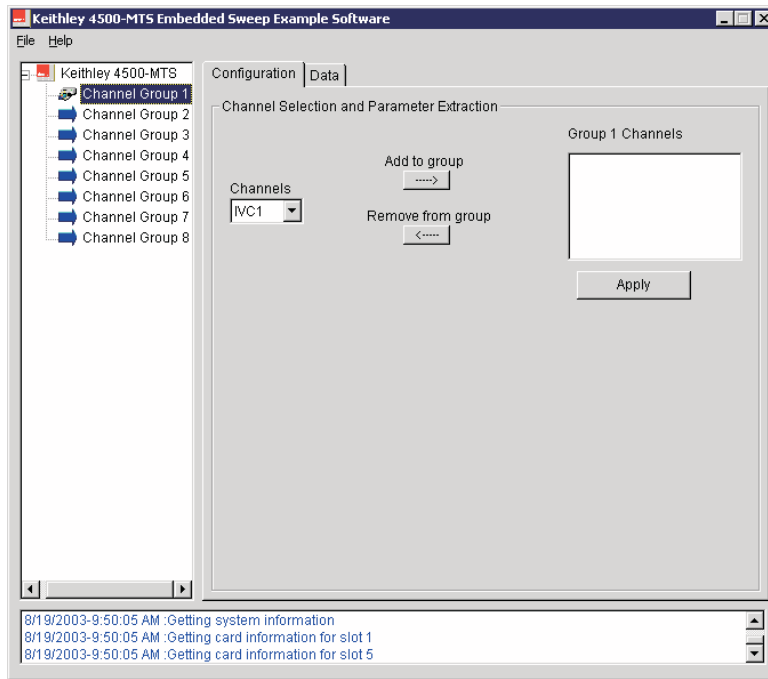 Keithley 4500-MTS Embedded Sweep Example Software
File Help
Keithley 4500-MTS
Channel Group 1
Channel Group 2
Channel Group 3
Channel Group 4
Channel Group 5
Channel Group 6
Channel Group 7
Channel Group 8
Configuration Data
Channel Selection and Parameter Extraction
Group 1 Channels
Add to group
----->
Channels
IVC1
Remove from group
<-----
Apply
8/19/2003-9:50:05 AM :Getting system information
8/19/2003-9:50:05 AM :Getting card information for slot 1
8/19/2003-9:50:05 AM :Getting card information for slot 5